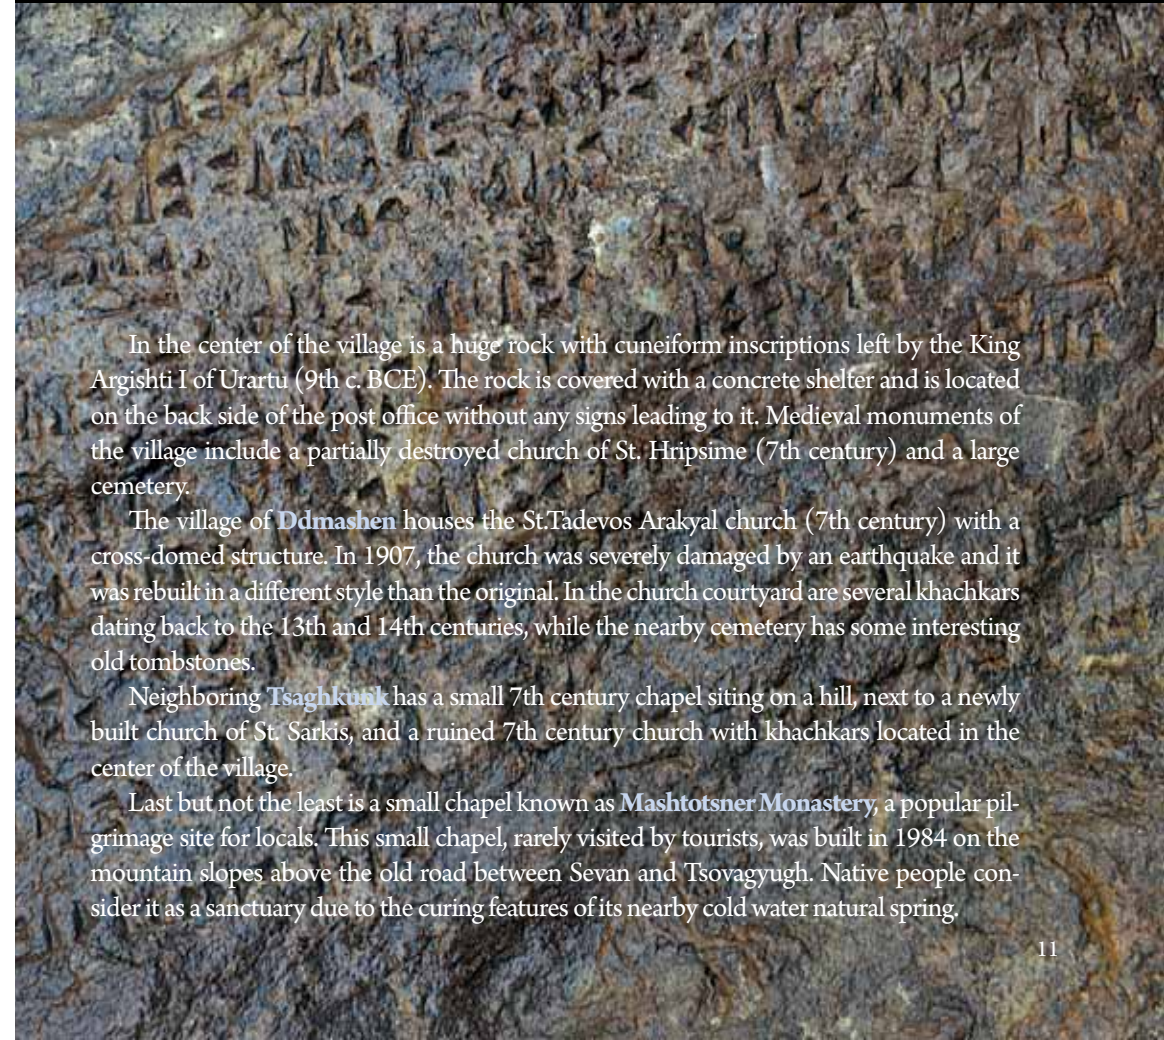 In the center of the village is a huge rock with cuneiform inscriptions left by the King
Argishti I of Urartu (9th c. BCE). The rock is covered with a concrete shelter and is located
on the back side of the post office without any signs leading to it. Medieval monuments of
the village include a partially destroyed church of St. Hripsime (7th century) and a large
cemetery.
The village of Ddmashen houses the St.Tadevos Arakyal church (7th century) with a
cross-domed structure. In 1907, the church was severely damaged by an earthquake and it
was rebuilt in a different style than the original. In the church courtyard are several khachkars
dating back to the 13th and 14th centuries, while the nearby cemetery has some interesting
old tombstones.
Neighboring Tsaghkunk has a small 7th century chapel siting on a hill, next to a newly
built church of St. Sarkis, and a ruined 7th century church with khachkars located in the
center of the village.
Last but not the least is a small chapel known as Mashtotsner Monastery, a popular pil-
grimage site for locals. This small chapel, rarely visited by tourists, was built in 1984 on the
mountain slopes above the old road between Sevan and Tsovagyugh. Native people con-
sider it as a sanctuary due to the curing features of its nearby cold water natural spring.
11